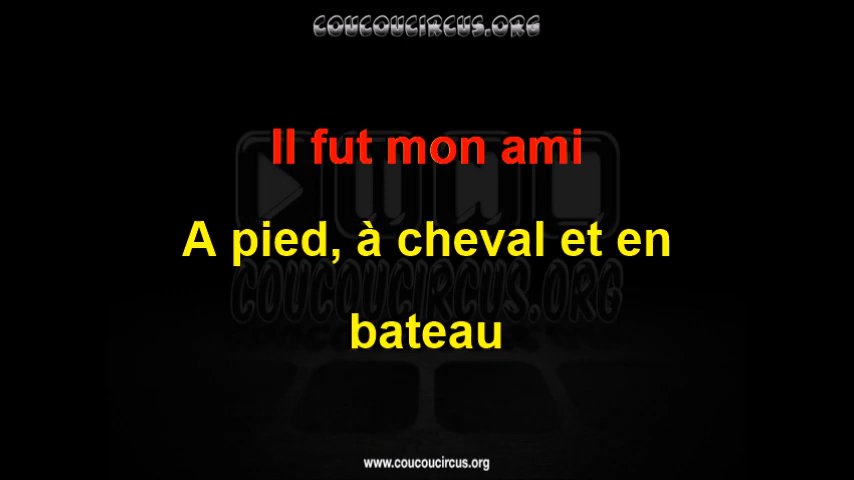 COUCOUCIRCUS.ORG
Il fut mon ami
A pied, à cheval et en
COUCOUCIRCUS.ORG
bateau
www.coucoucircus.org